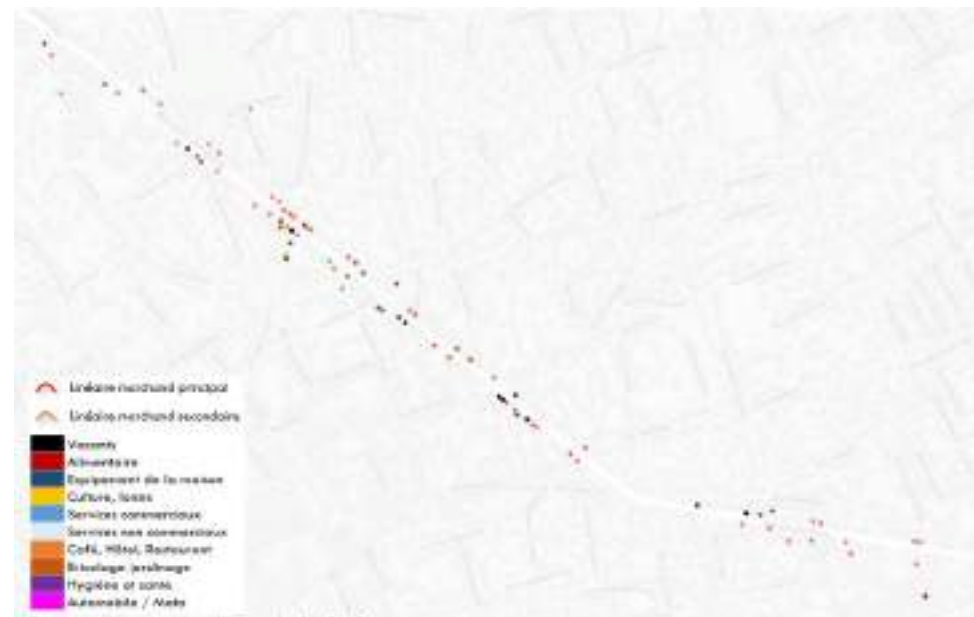 Linéaire marchand principal
Linéaire marchand secondaire
Vacants
Alimentaire
Equipement de la maison
Culture, loisirs
Services commerciaux
Services non commerciaux
Café, Hôtel, Restaurant
Bricolage jardinage
Hygiène et santé
Automobile / Moto